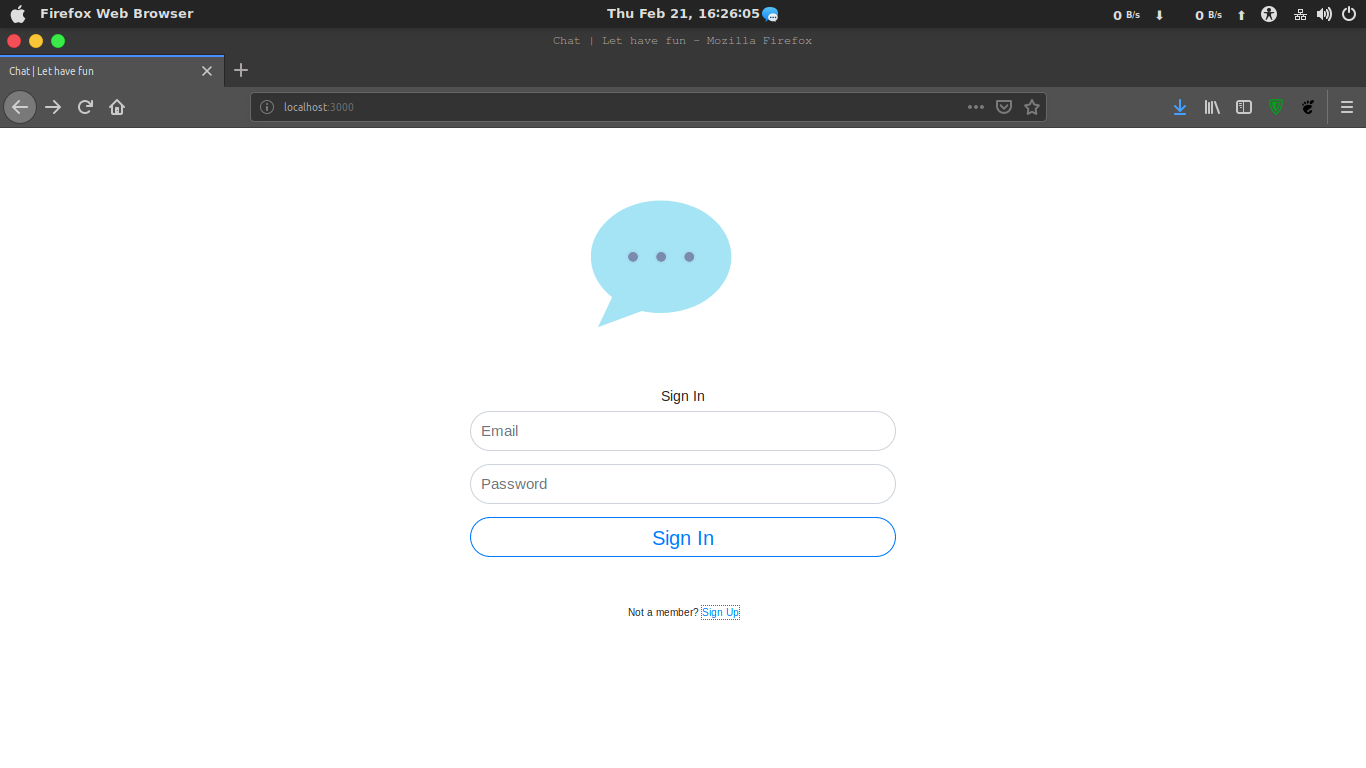 Firefox Web Browser
Thu Feb 21, 16:26:05
0 B/s ⬇ 0 B/s ⬆
Chat | Let have fun - Mozilla Firefox
Chat | Let have fun
localhost:3000
Sign In
Email
Password
Sign In
Not a member? Sign Up